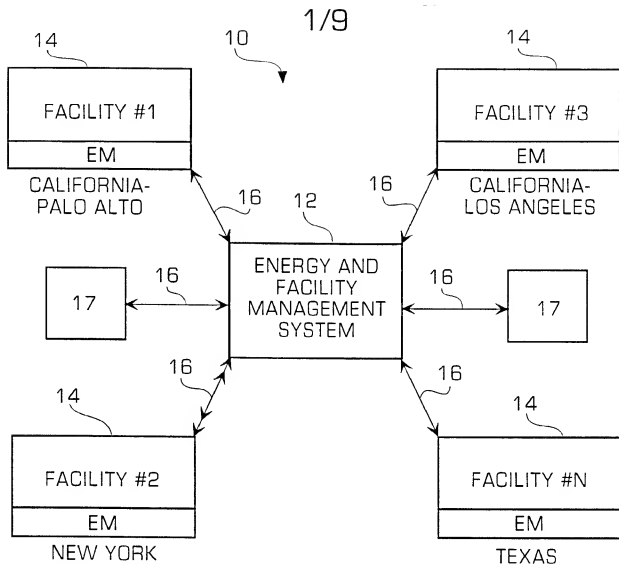 1/9
14
10
14
FACILITY #1
EM
CALIFORNIA-
PALO ALTO
FACILITY #3
EM
CALIFORNIA-
LOS ANGELES
16
12
16
ENERGY AND
FACILITY
MANAGEMENT
SYSTEM
17
16
16
17
16
16
14
14
FACILITY #2
EM
NEW YORK
FACILITY #N
EM
TEXAS